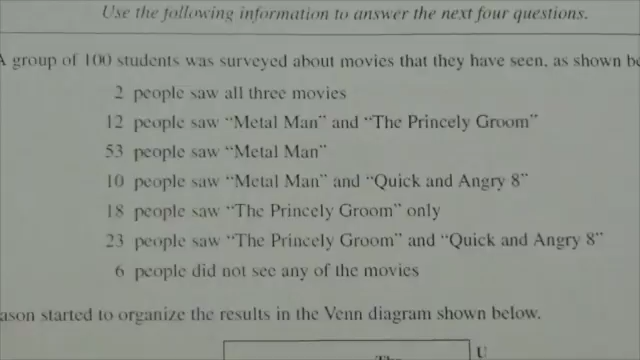 Use the following information to answer the next four questions.
A group of 100 students was surveyed about movies that they have seen, as shown be
2 people saw all three movies
12 people saw “Metal Man” and “The Princely Groom”
53 people saw “Metal Man”
10 people saw “Metal Man” and “Quick and Angry 8”
18 people saw “The Princely Groom” only
23 people saw “The Princely Groom” and “Quick and Angry 8”
6 people did not see any of the movies
ason started to organize the results in the Venn diagram shown below.
U
The